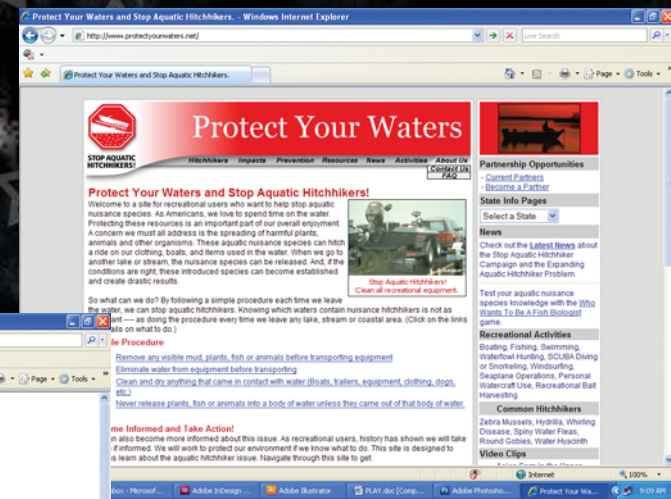 Protect Your Waters and Stop Aquatic Hitchhikers. - Windows Internet Explorer
http://www.protectyourwaters.net/
Live Search
Protect Your Waters and Stop Aquatic Hitchhikers.
Page
Tools
STOP AQUATIC
HITCHHIKERS!
Protect Your Waters
Hitchhikers Impacts Prevention Resources News Activities About Us
Contact Us
FAQ
Protect Your Waters and Stop Aquatic Hitchhikers!
Welcome to a site for recreational users who want to help stop aquatic
nuisance species. As Americans, we love to spend time on the water.
Protecting these resources is an important part of our overall enjoyment.
A concern we must all address is the spreading of harmful plants,
animals and other organisms. These aquatic nuisance species can hitch
a ride on our clothing, boats, and items used in the water. When we go to
another lake or stream, the nuisance species can be released. And, if the
conditions are right, these introduced species can become established
and create drastic results.
Stop Aquatic Hitchhikers!
Clean all recreational equipment.
So what can we do? By following a simple procedure each time we leave
the water, we can stop aquatic hitchhikers. Knowing which waters contain nuisance hitchhikers is not as
ant ---- as doing the procedure every time we leave any lake, stream or coastal area. (Click on the links
ails on what to do.)
le Procedure
Remove any visible mud, plants, fish or animals before transporting equipment
Eliminate water from equipment before transporting
Clean and dry anything that came in contact with water (Boats, trailers, equipment, clothing, dogs,
etc.)
Never release plants, fish or animals into a body of water unless they came out of that body of water.
me Informed and Take Action!
n also become more informed about this issue. As recreational users, history has shown we will take
if informed. We will work to protect our environment if we know what to do. This site is designed to
s learn about the aquatic hitchhiker issue. Navigate through this site to get
Partnership Opportunities
- Current Partners
- Become a Partner
State Info Pages
Select a State
News
Check out the Latest News about
the Stop Aquatic Hitchhiker
Campaign and the Expanding
Aquatic Hitchhiker Problem.
Test your aquatic nuisance
species knowledge with the Who
Wants To Be A Fish Biologist
game.
Recreational Activities
Boating, Fishing, Swimming,
Waterfowl Hunting, SCUBA Diving
or Snorkeling, Windsurfing,
Seaplane Operations, Personal
Watercraft Use, Recreational Bait
Harvesting
Common Hitchhikers
Zebra Mussels, Hydrilla, Whirling
Disease, Spiny Water Fleas,
Round Gobies, Water Hyacinth
Video Clips
Page
Tools
Internet
100%
box - Microsof...
Adobe InDesign ...
Adobe Illustrator
PLAY.doc [Comp...
Adobe Photosho...
Protect Your Wa...
9:09 AM